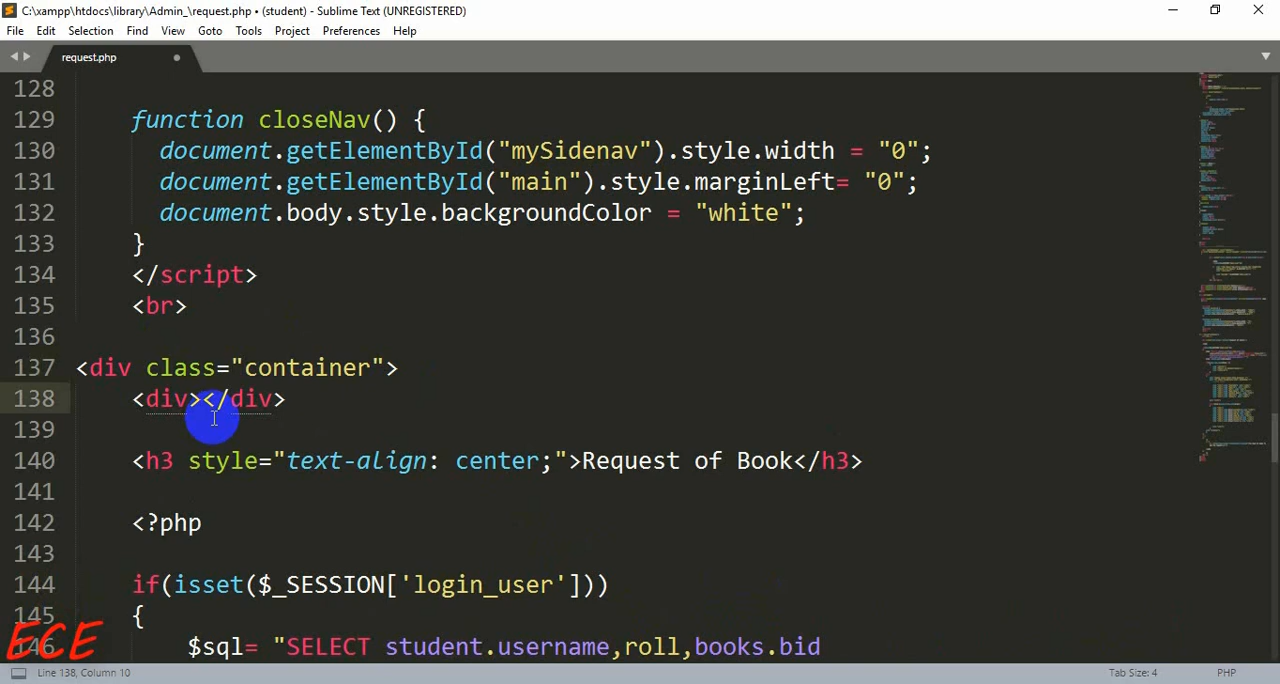 C:\xampp\htdocs\library\Admin_\request.php • (student) - Sublime Text (UNREGISTERED)
File Edit Selection Find View Goto Tools Project Preferences Help
request.php
128
129 function closeNav() {
130 document.getElementById("mySidenav").style.width = "0";
131 document.getElementById("main").style.marginLeft= "0";
132 document.body.style.backgroundColor = "white";
133 }
134 </script>
135 <br>
136
137 <div class="container">
138 <div></div>
139
140 <h3 style="text-align: center;">Request of Book</h3>
141
142 <?php
143
144 if(isset($_SESSION['login_user']))
145 {
146 $sql= "SELECT student.username,roll,books.bid
ECE
Line 138, Column 10 Tab Size: 4 PHP